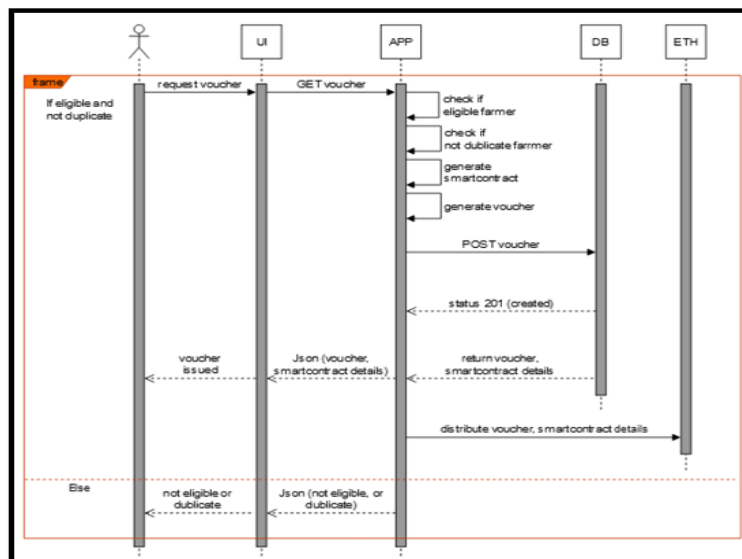 UI
APP
DB
ETH
frame
If eligible and
not duplicate
request voucher
GET voucher
check if
eligible farmer
check if
not dublicate farrmer
generate
smartcontract
generate voucher
POST voucher
status 201 (created)
voucher
issued
Json (voucher,
smartcontract details)
return voucher,
smartcontract details
distribute voucher, smartcontract details
Else
not eligible or
dublicate
Json (not eligible, or
dublicate)